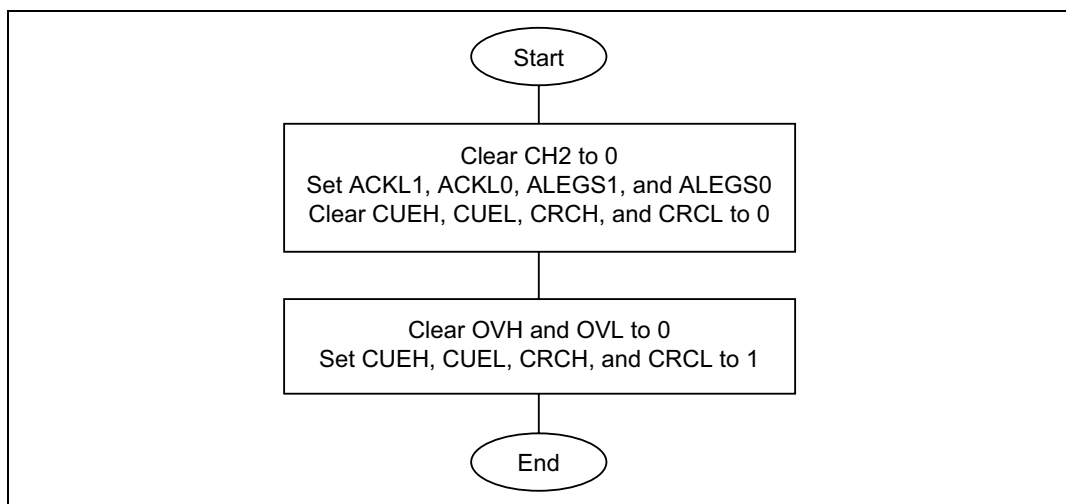 Start
Clear CH2 to 0
Set ACKL1, ACKL0, ALEGS1, and ALEGS0
Clear CUEH, CUEL, CRCH, and CRCL to 0
Clear OVH and OVL to 0
Set CUEH, CUEL, CRCH, and CRCL to 1
End